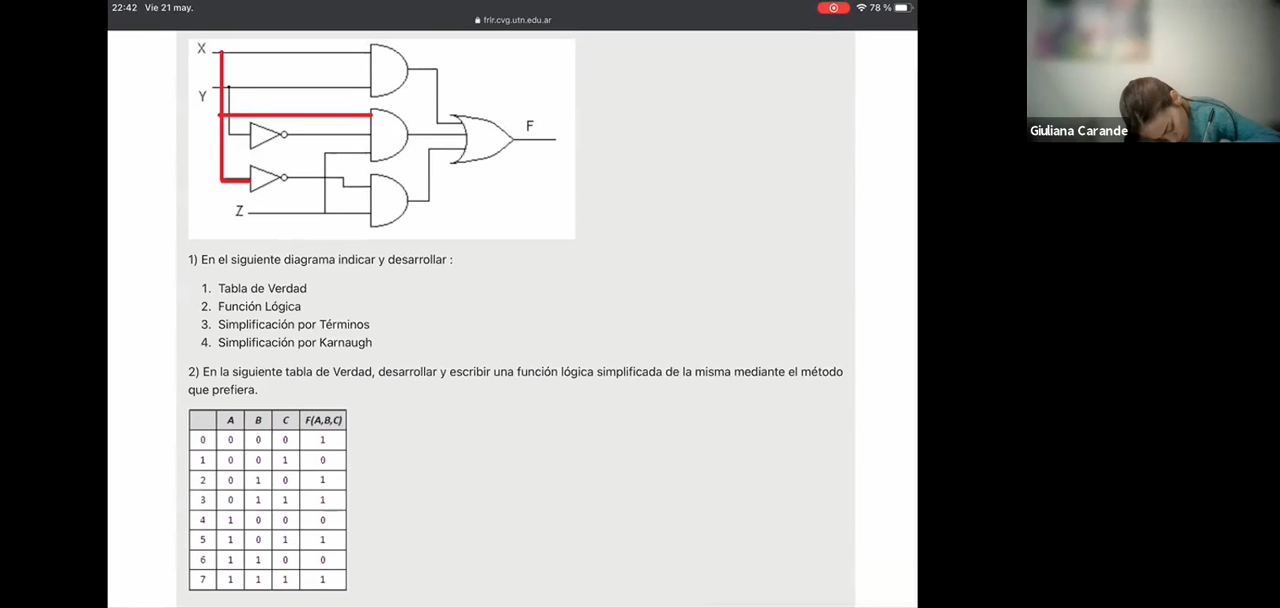 22:42 Vie 21 may.
78 %
frlr.cvg.utn.edu.ar
X
Y
F
Z
Giuliana Carande
1) En el siguiente diagrama indicar y desarrollar :
1. Tabla de Verdad
2. Función Lógica
3. Simplificación por Términos
4. Simplificación por Karnaugh
2) En la siguiente tabla de Verdad, desarrollar y escribir una función lógica simplificada de la misma mediante el método
que prefiera.
A B C F(A,B,C)
0 0 0 0 1
1 0 0 1 0
2 0 1 0 1
3 0 1 1 1
4 1 0 0 0
5 1 0 1 1
6 1 1 0 0
7 1 1 1 1